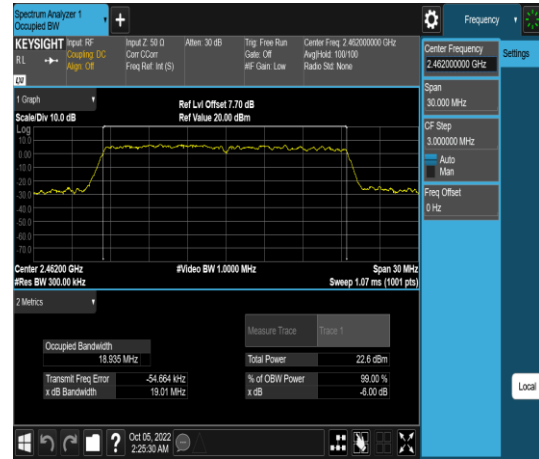 Spectrum Analyzer 1
Occupied BW
+
Frequency
KEYSIGHT
Input: RF
Coupling: DC
Align: Off
Input Z: 50 Ω
Corr CCorr
Freq Ref: Int (S)
Atten: 30 dB
Trig: Free Run
Gate: Off
#IF Gain: Low
Center Freq: 2.462000000 GHz
Avg|Hold: 100/100
Radio Std: None
R L
LXI
Center Frequency
2.462000000 GHz
Settings
Span
30.000 MHz
CF Step
3.000000 MHz
Auto
Man
Freq Offset
0 Hz
Local
1 Graph
Scale/Div 10.0 dB
Ref Lvl Offset 7.70 dB
Ref Value 20.00 dBm
Log
10.0
0.00
-10.0
-20.0
-30.0
-40.0
-50.0
-60.0
-70.0
Center 2.46200 GHz
#Video BW 1.0000 MHz
Span 30 MHz
#Res BW 300.00 kHz
Sweep 1.07 ms (1001 pts)
2 Metrics
Measure Trace
Trace 1
Occupied Bandwidth
18.935 MHz
Total Power
22.6 dBm
Transmit Freq Error
-54.664 kHz
% of OBW Power
99.00 %
x dB Bandwidth
19.01 MHz
x dB
-6.00 dB
?
Oct 05, 2022
2:25:30 AM